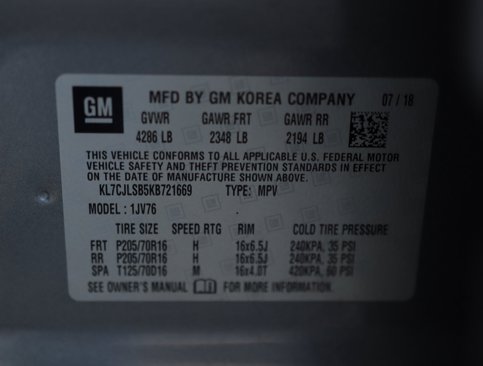 GM MFD BY GM KOREA COMPANY 07/18
GVWR GAWR FRT GAWR RR
4286 LB 2348 LB 2194 LB
THIS VEHICLE CONFORMS TO ALL APPLICABLE U.S. FEDERAL MOTOR
VEHICLE SAFETY AND THEFT PREVENTION STANDARDS IN EFFECT
ON THE DATE OF MANUFACTURE SHOWN ABOVE.
KL7CJLSB5KB721669 TYPE: MPV
MODEL: 1JV76
TIRE SIZE SPEED RTG RIM COLD TIRE PRESSURE
FRT P205/70R16 H 16x6.5J 240KPA, 35 PSI
RR P205/70R16 H 16x6.5J 240KPA, 35 PSI
SPA T125/70D16 M 16x4.0T 420KPA, 60 PSI
SEE OWNER'S MANUAL FOR MORE INFORMATION.